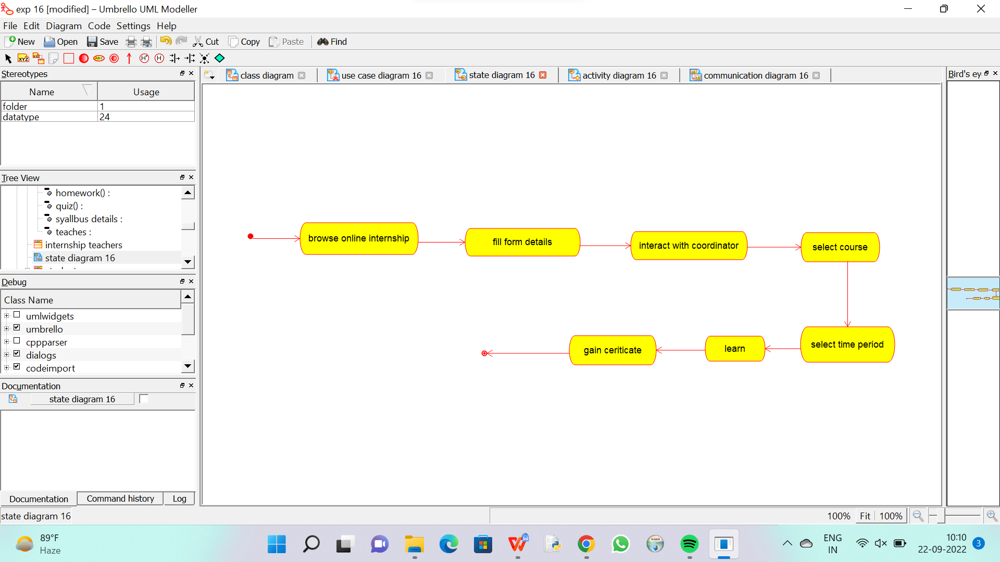 exp 16 [modified] – Umbrello UML Modeller
File Edit Diagram Code Settings Help
New Open Save Cut Copy Paste Find
XYZ XYZ ABC H* H
Stereotypes
Name Usage
folder 1
datatype 24
Tree View
homework() :
quiz() :
syallbus details :
teaches :
internship teachers
state diagram 16
Debug
Class Name
umlwidgets
umbrello
cppparser
dialogs
codeimport
Documentation
state diagram 16
Documentation Command history Log
class diagram use case diagram 16 state diagram 16 activity diagram 16 communication diagram 16
Bird's ey
browse online internship
fill form details
interact with coordinator
select course
select time period
learn
gain ceriticate
state diagram 16
100% Fit 100%
89°F
Haze
ENG
IN
10:10
22-09-2022
3